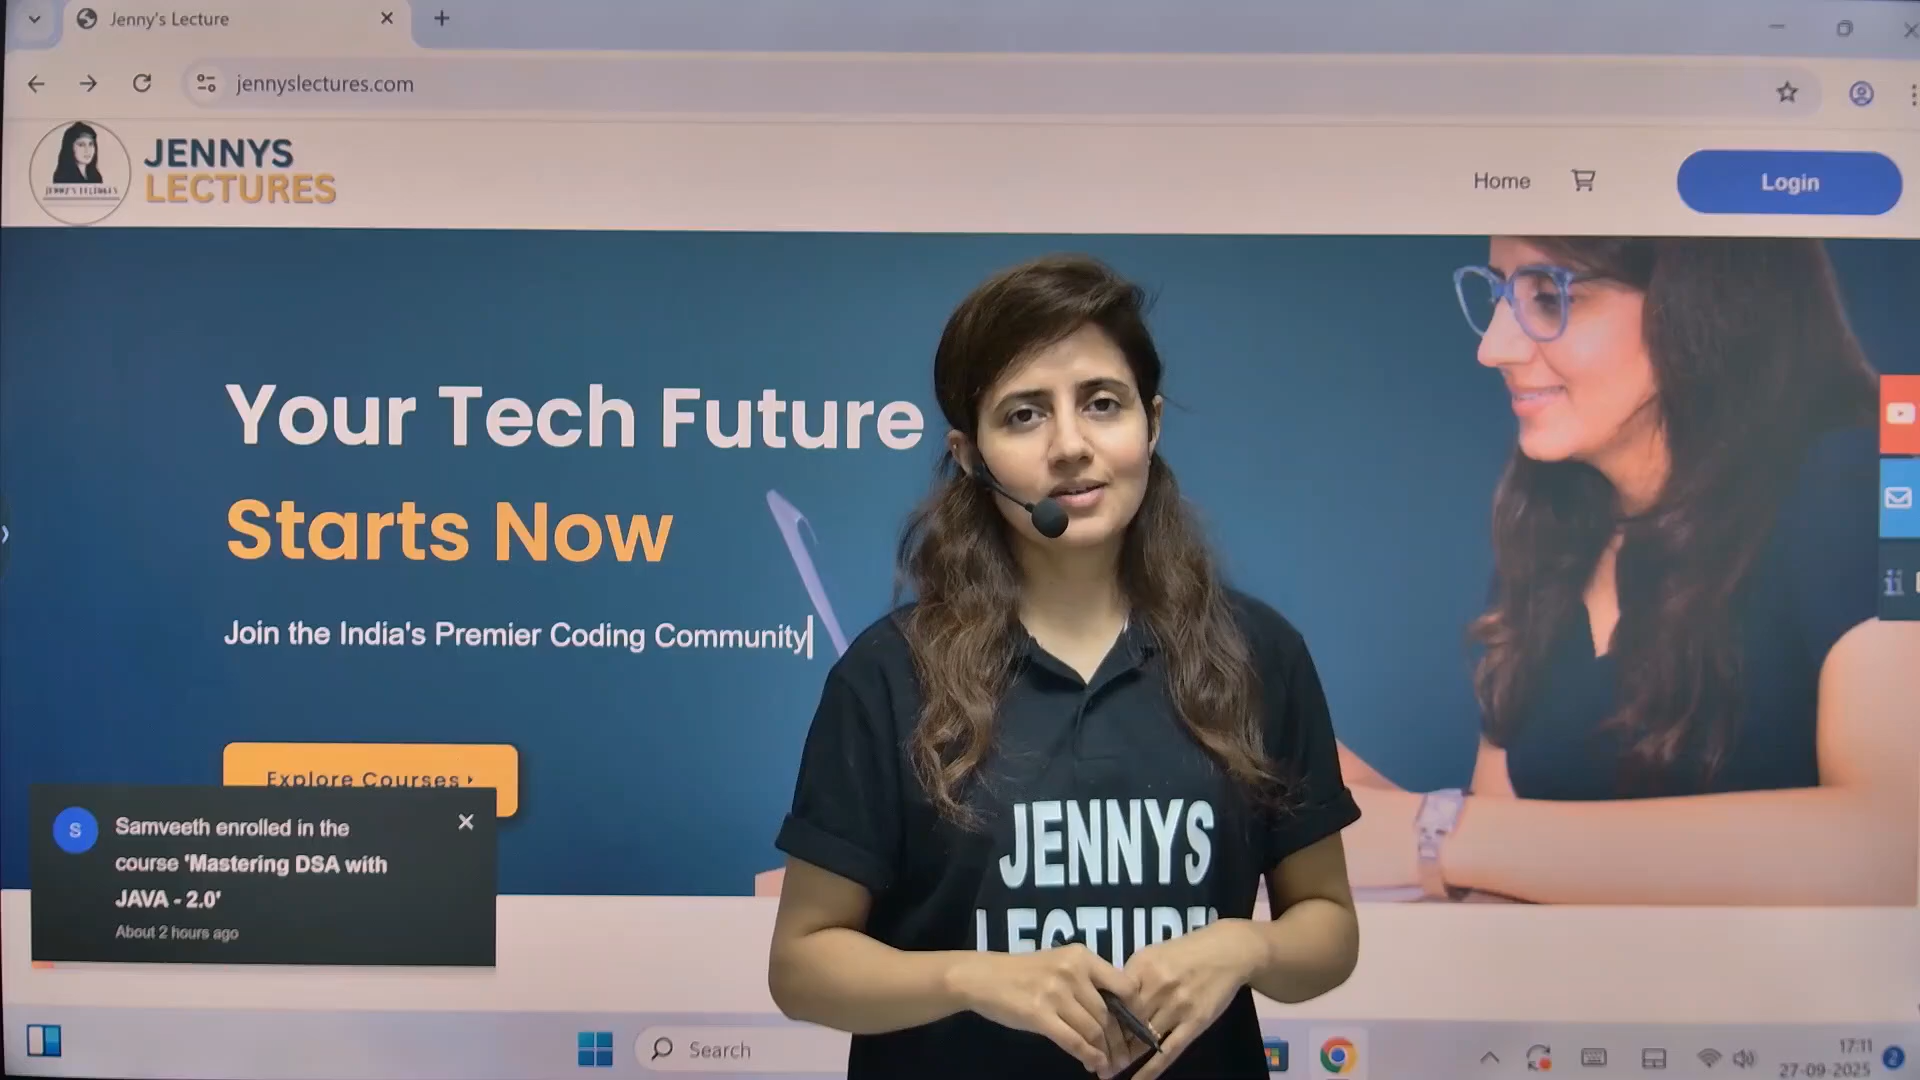 Jenny's Lecture
jennyslectures.com
JENNYS
LECTURES
Home
Login
Your Tech Future
Starts Now
Join the India's Premier Coding Community
Explore Courses
Samveeth enrolled in the
course 'Mastering DSA with
JAVA - 2.0'
About 2 hours ago
S
JENNYS
Search
17:11
27-09-2025
2